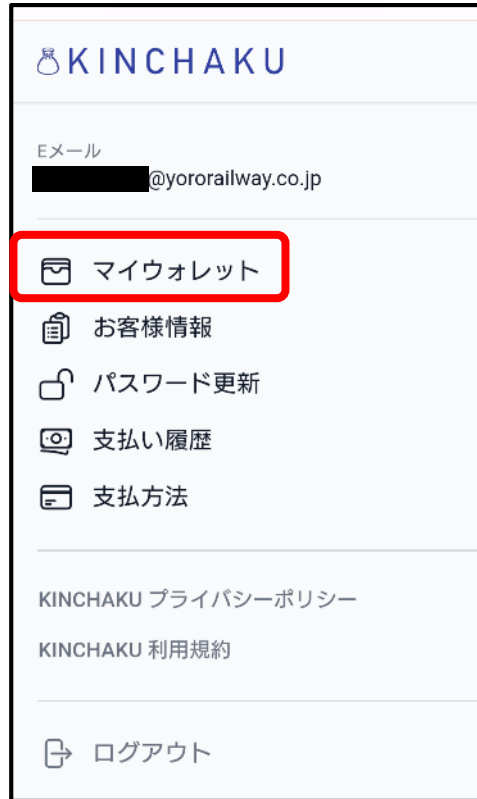 KINCHAKU
Eメール
@yororailway.co.jp
マイウォレット
お客様情報
パスワード更新
支払い履歴
支払方法
KINCHAKU プライバシーポリシー
KINCHAKU 利用規約
ログアウト